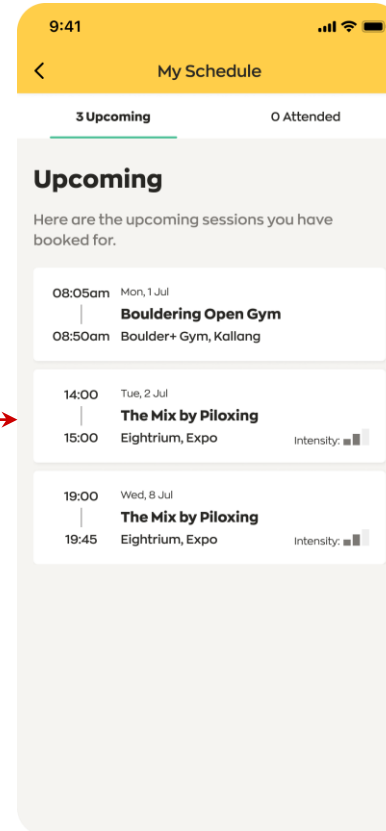 9:41
My Schedule
3 Upcoming 0 Attended
Upcoming
Here are the upcoming sessions you have
booked for.
08:05am Mon, 1 Jul
Bouldering Open Gym
08:50am Boulder+ Gym, Kallang
14:00 Tue, 2 Jul
The Mix by Piloxing
15:00 Eightrium, Expo Intensity:
19:00 Wed, 8 Jul
The Mix by Piloxing
19:45 Eightrium, Expo Intensity: